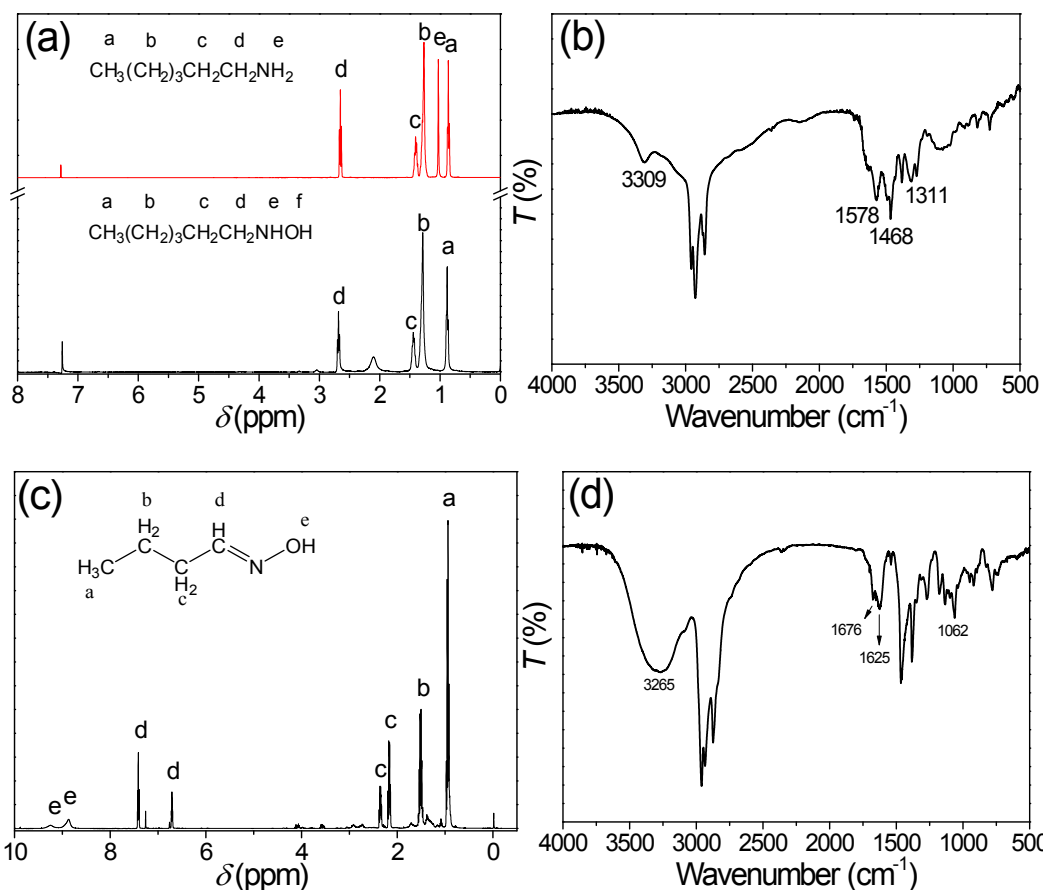 (a)
a b c d e
CH3(CH2)3CH2CH2NH2
d
c
b
e
a
a b c d e f
CH3(CH2)3CH2CH2NHOH
d
c
b
a
8 7 6 5 4 3 2 1 0
δ(ppm)
(b)
T(%)
3309
1578
1468
1311
4000 3500 3000 2500 2000 1500 1000 500
Wavenumber (cm-1)
(c)
b
H2
C
d
H
C
e
OH
H3C
a
C
H2
c
N
a
b
c
c
d
d
e
e
10 8 6 4 2 0
δ(ppm)
(d)
T(%)
3265
1676
1625
1062
4000 3500 3000 2500 2000 1500 1000 500
Wavenumber (cm-1)